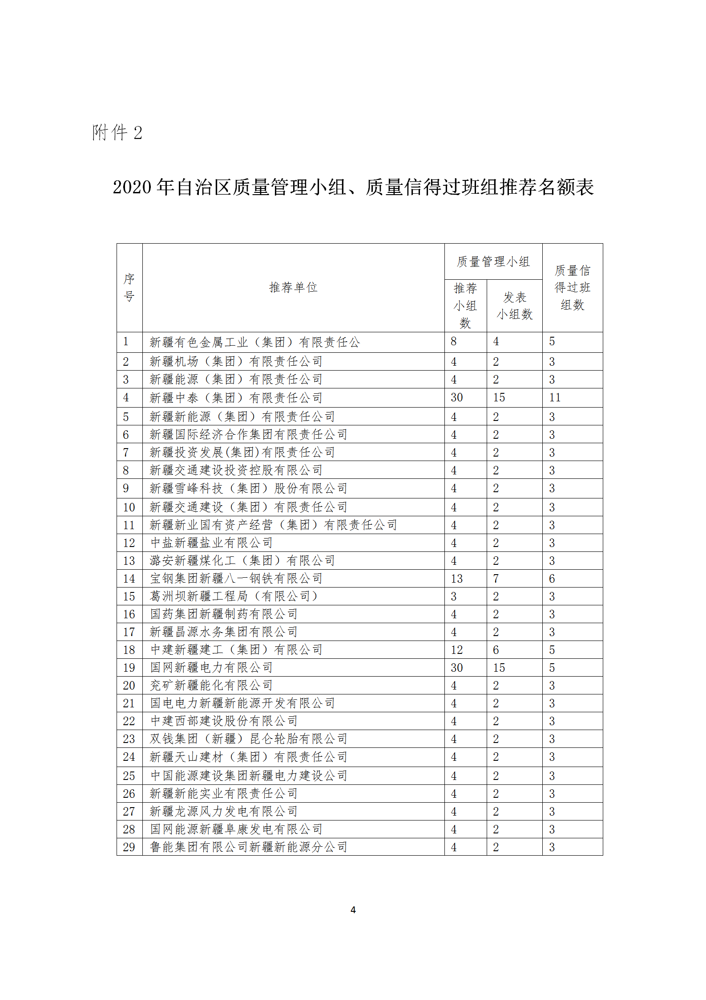 附件 2
2020 年自治区质量管理小组、质量信得过班组推荐名额表
序号 推荐单位 质量管理小组 质量信得过班组数
推荐小组数 发表小组数
1 新疆有色金属工业（集团）有限责任公 8 4 5
2 新疆机场（集团）有限责任公司 4 2 3
3 新疆能源（集团）有限责任公司 4 2 3
4 新疆中泰（集团）有限责任公司 30 15 11
5 新疆新能源（集团）有限责任公司 4 2 3
6 新疆国际经济合作集团有限责任公司 4 2 3
7 新疆投资发展(集团)有限责任公司 4 2 3
8 新疆交通建设投资控股有限公司 4 2 3
9 新疆雪峰科技（集团）股份有限公司 4 2 3
10 新疆交通建设（集团）有限责任公司 4 2 3
11 新疆新业国有资产经营（集团）有限责任公司 4 2 3
12 中盐新疆盐业有限公司 4 2 3
13 潞安新疆煤化工（集团）有限公司 4 2 3
14 宝钢集团新疆八一钢铁有限公司 13 7 6
15 葛洲坝新疆工程局（有限公司） 3 2 3
16 国药集团新疆制药有限公司 4 2 3
17 新疆昌源水务集团有限公司 4 2 3
18 中建新疆建工（集团）有限公司 12 6 5
19 国网新疆电力有限公司 30 15 5
20 兖矿新疆能化有限公司 4 2 3
21 国电电力新疆新能源开发有限公司 4 2 3
22 中建西部建设股份有限公司 4 2 3
23 双钱集团（新疆）昆仑轮胎有限公司 4 2 3
24 新疆天山建材（集团）有限责任公司 4 2 3
25 中国能源建设集团新疆电力建设公司 4 2 3
26 新疆新能实业有限责任公司 4 2 3
27 新疆龙源风力发电有限公司 4 2 3
28 国网能源新疆阜康发电有限公司 4 2 3
29 鲁能集团有限公司新疆新能源分公司 4 2 3
4